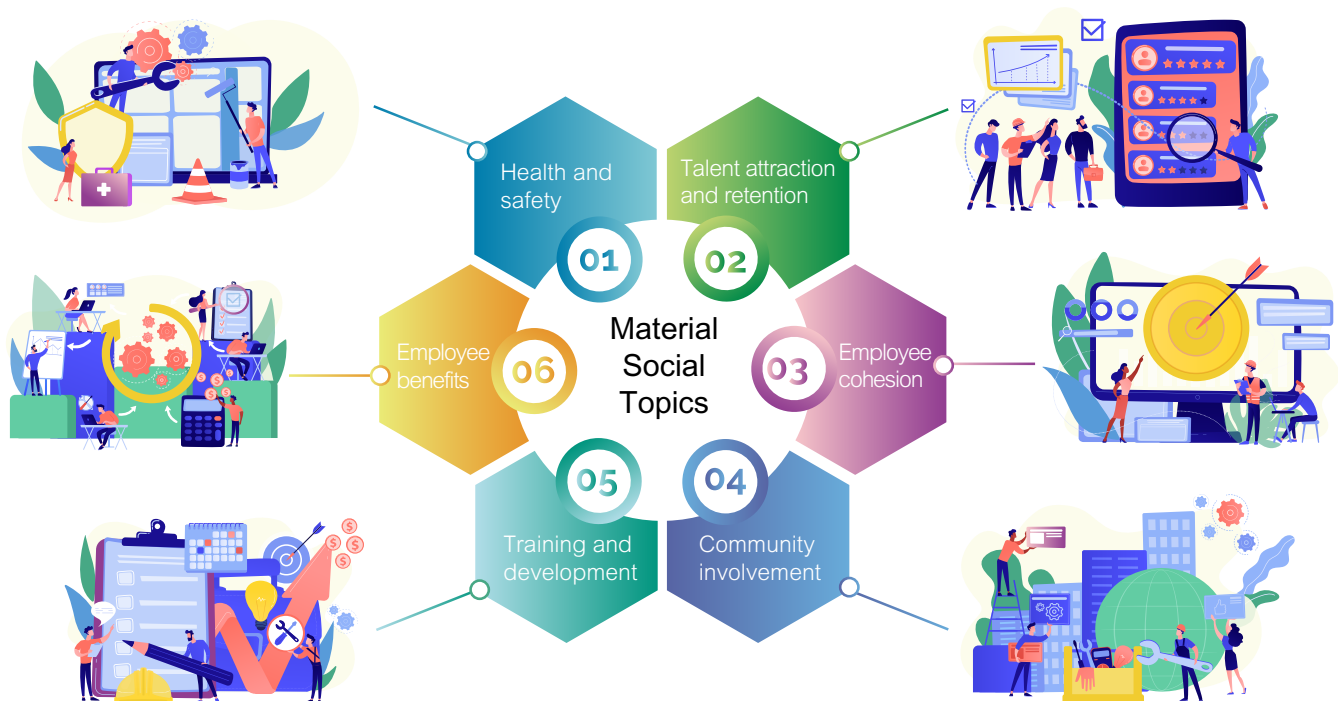 Health and
safety
01
Talent attraction
and retention
02
Employee
cohesion
03
Community
involvement
04
Training and
development
05
Employee
benefits
06
Material
Social
Topics